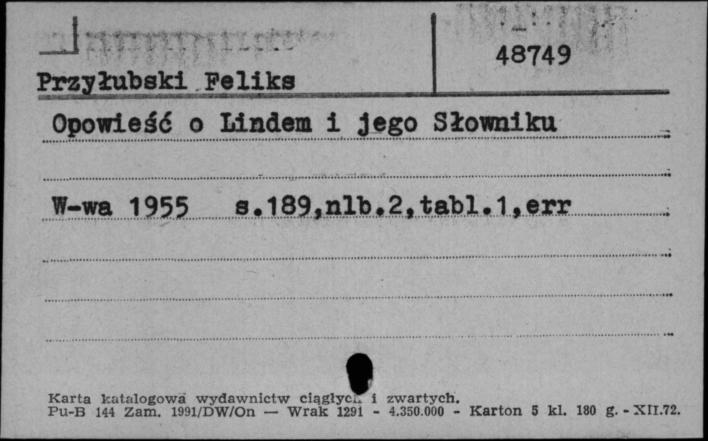 48749
Przyłubski Feliks
Opowieść o Lindem i jego Słowniku
W-wa 1955 s.189,nlb.2,tabl.1,err
Karta katalogowa wydawnictw ciągłych i zwartych.
Pu-B 144 Zam. 1991/DW/On — Wrak 1291 - 4.350.000 - Karton 5 kl. 180 g. - XII.72.